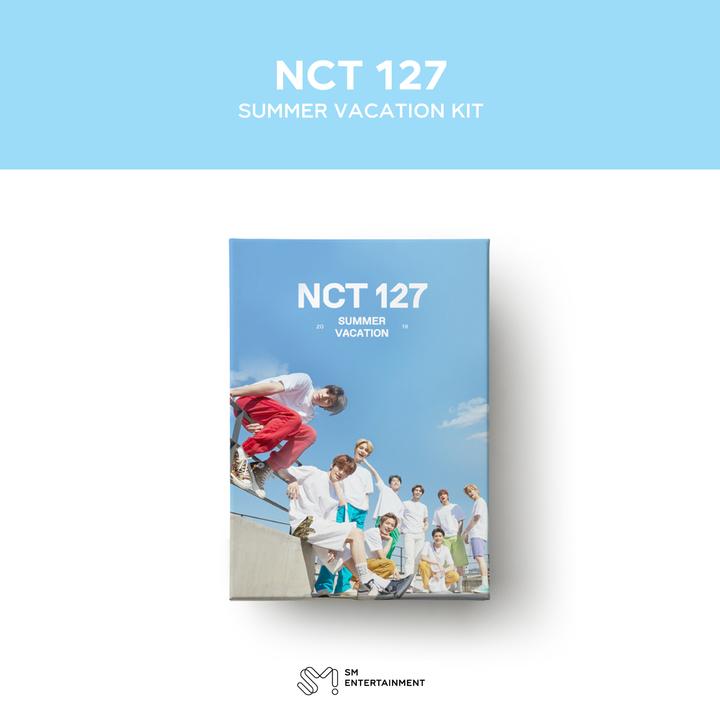 NCT 127
SUMMER VACATION KIT
NCT 127
20 SUMMER 19
VACATION
SM
ENTERTAINMENT